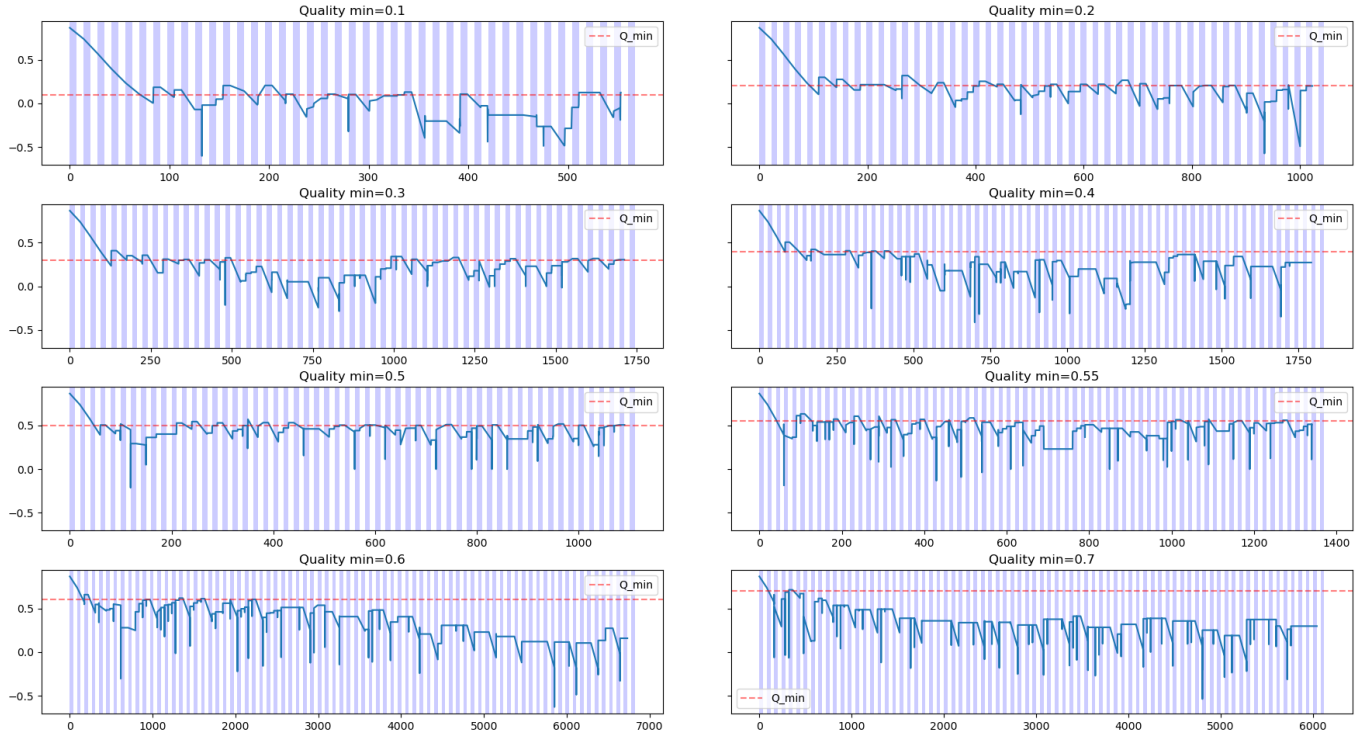 Quality min=0.1
Q_min
0.5
0.0
−0.5
0 100 200 300 400 500
Quality min=0.2
Q_min
0 200 400 600 800 1000
Quality min=0.3
Q_min
0.5
0.0
−0.5
0 250 500 750 1000 1250 1500 1750
Quality min=0.4
Q_min
0 250 500 750 1000 1250 1500 1750
Quality min=0.5
Q_min
0.5
0.0
−0.5
0 200 400 600 800 1000
Quality min=0.55
Q_min
0 200 400 600 800 1000 1200 1400
Quality min=0.6
Q_min
0.5
0.0
−0.5
0 1000 2000 3000 4000 5000 6000 7000
Quality min=0.7
Q_min
0 1000 2000 3000 4000 5000 6000